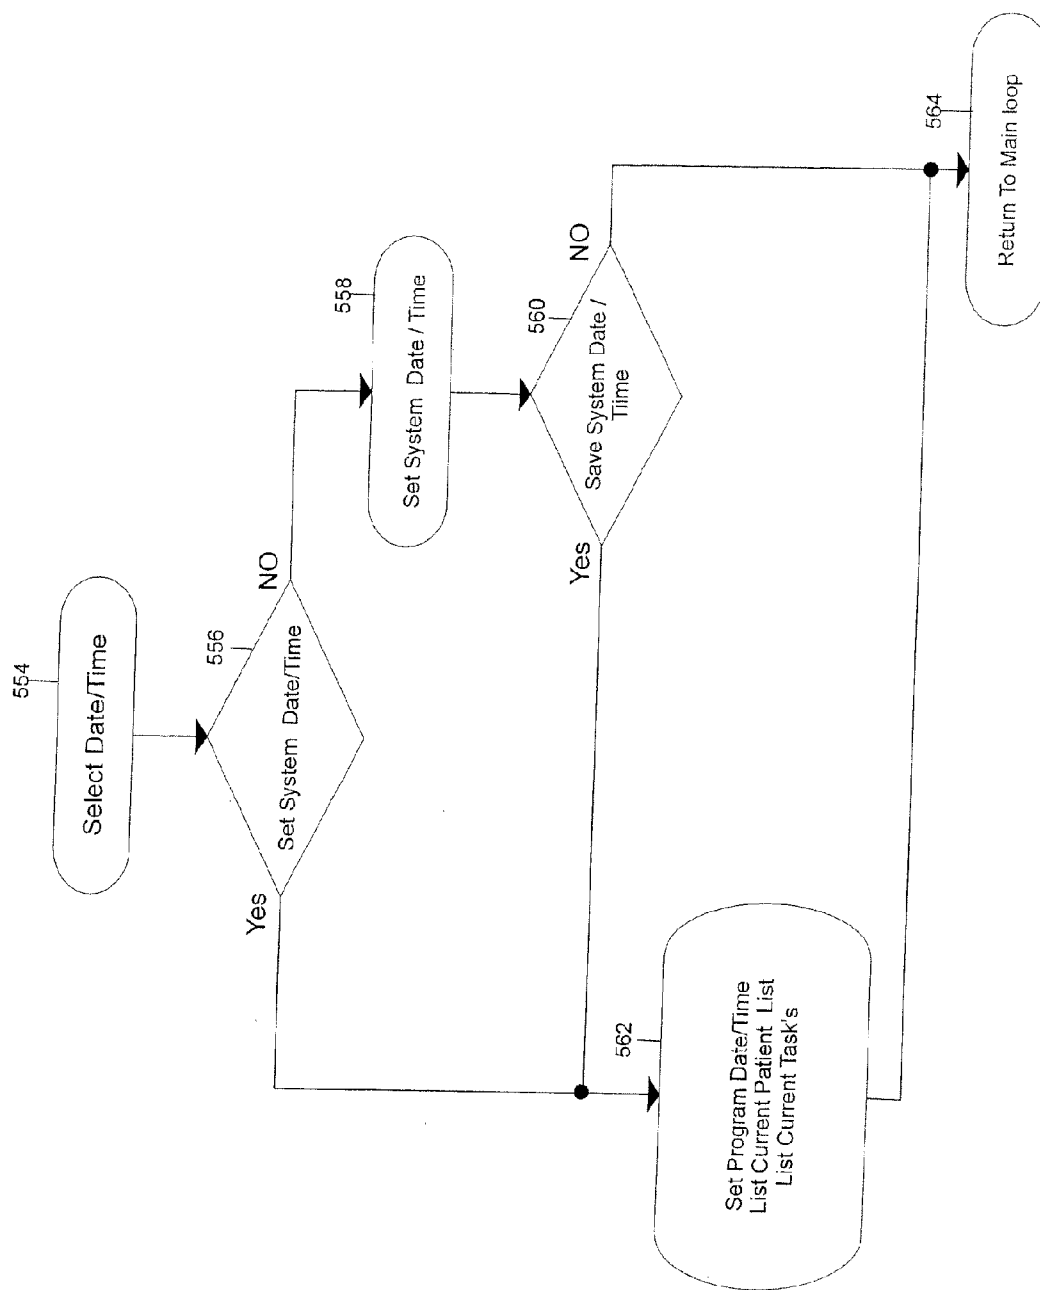 554
Select Date/Time
556
Set System Date/Time
Yes
NO
558
Set System Date / Time
560
Save System Date /
Tiime
Yes
NO
562
Set Program Date/Time
List Current Patient List
List Current Task's
564
Return To Main loop